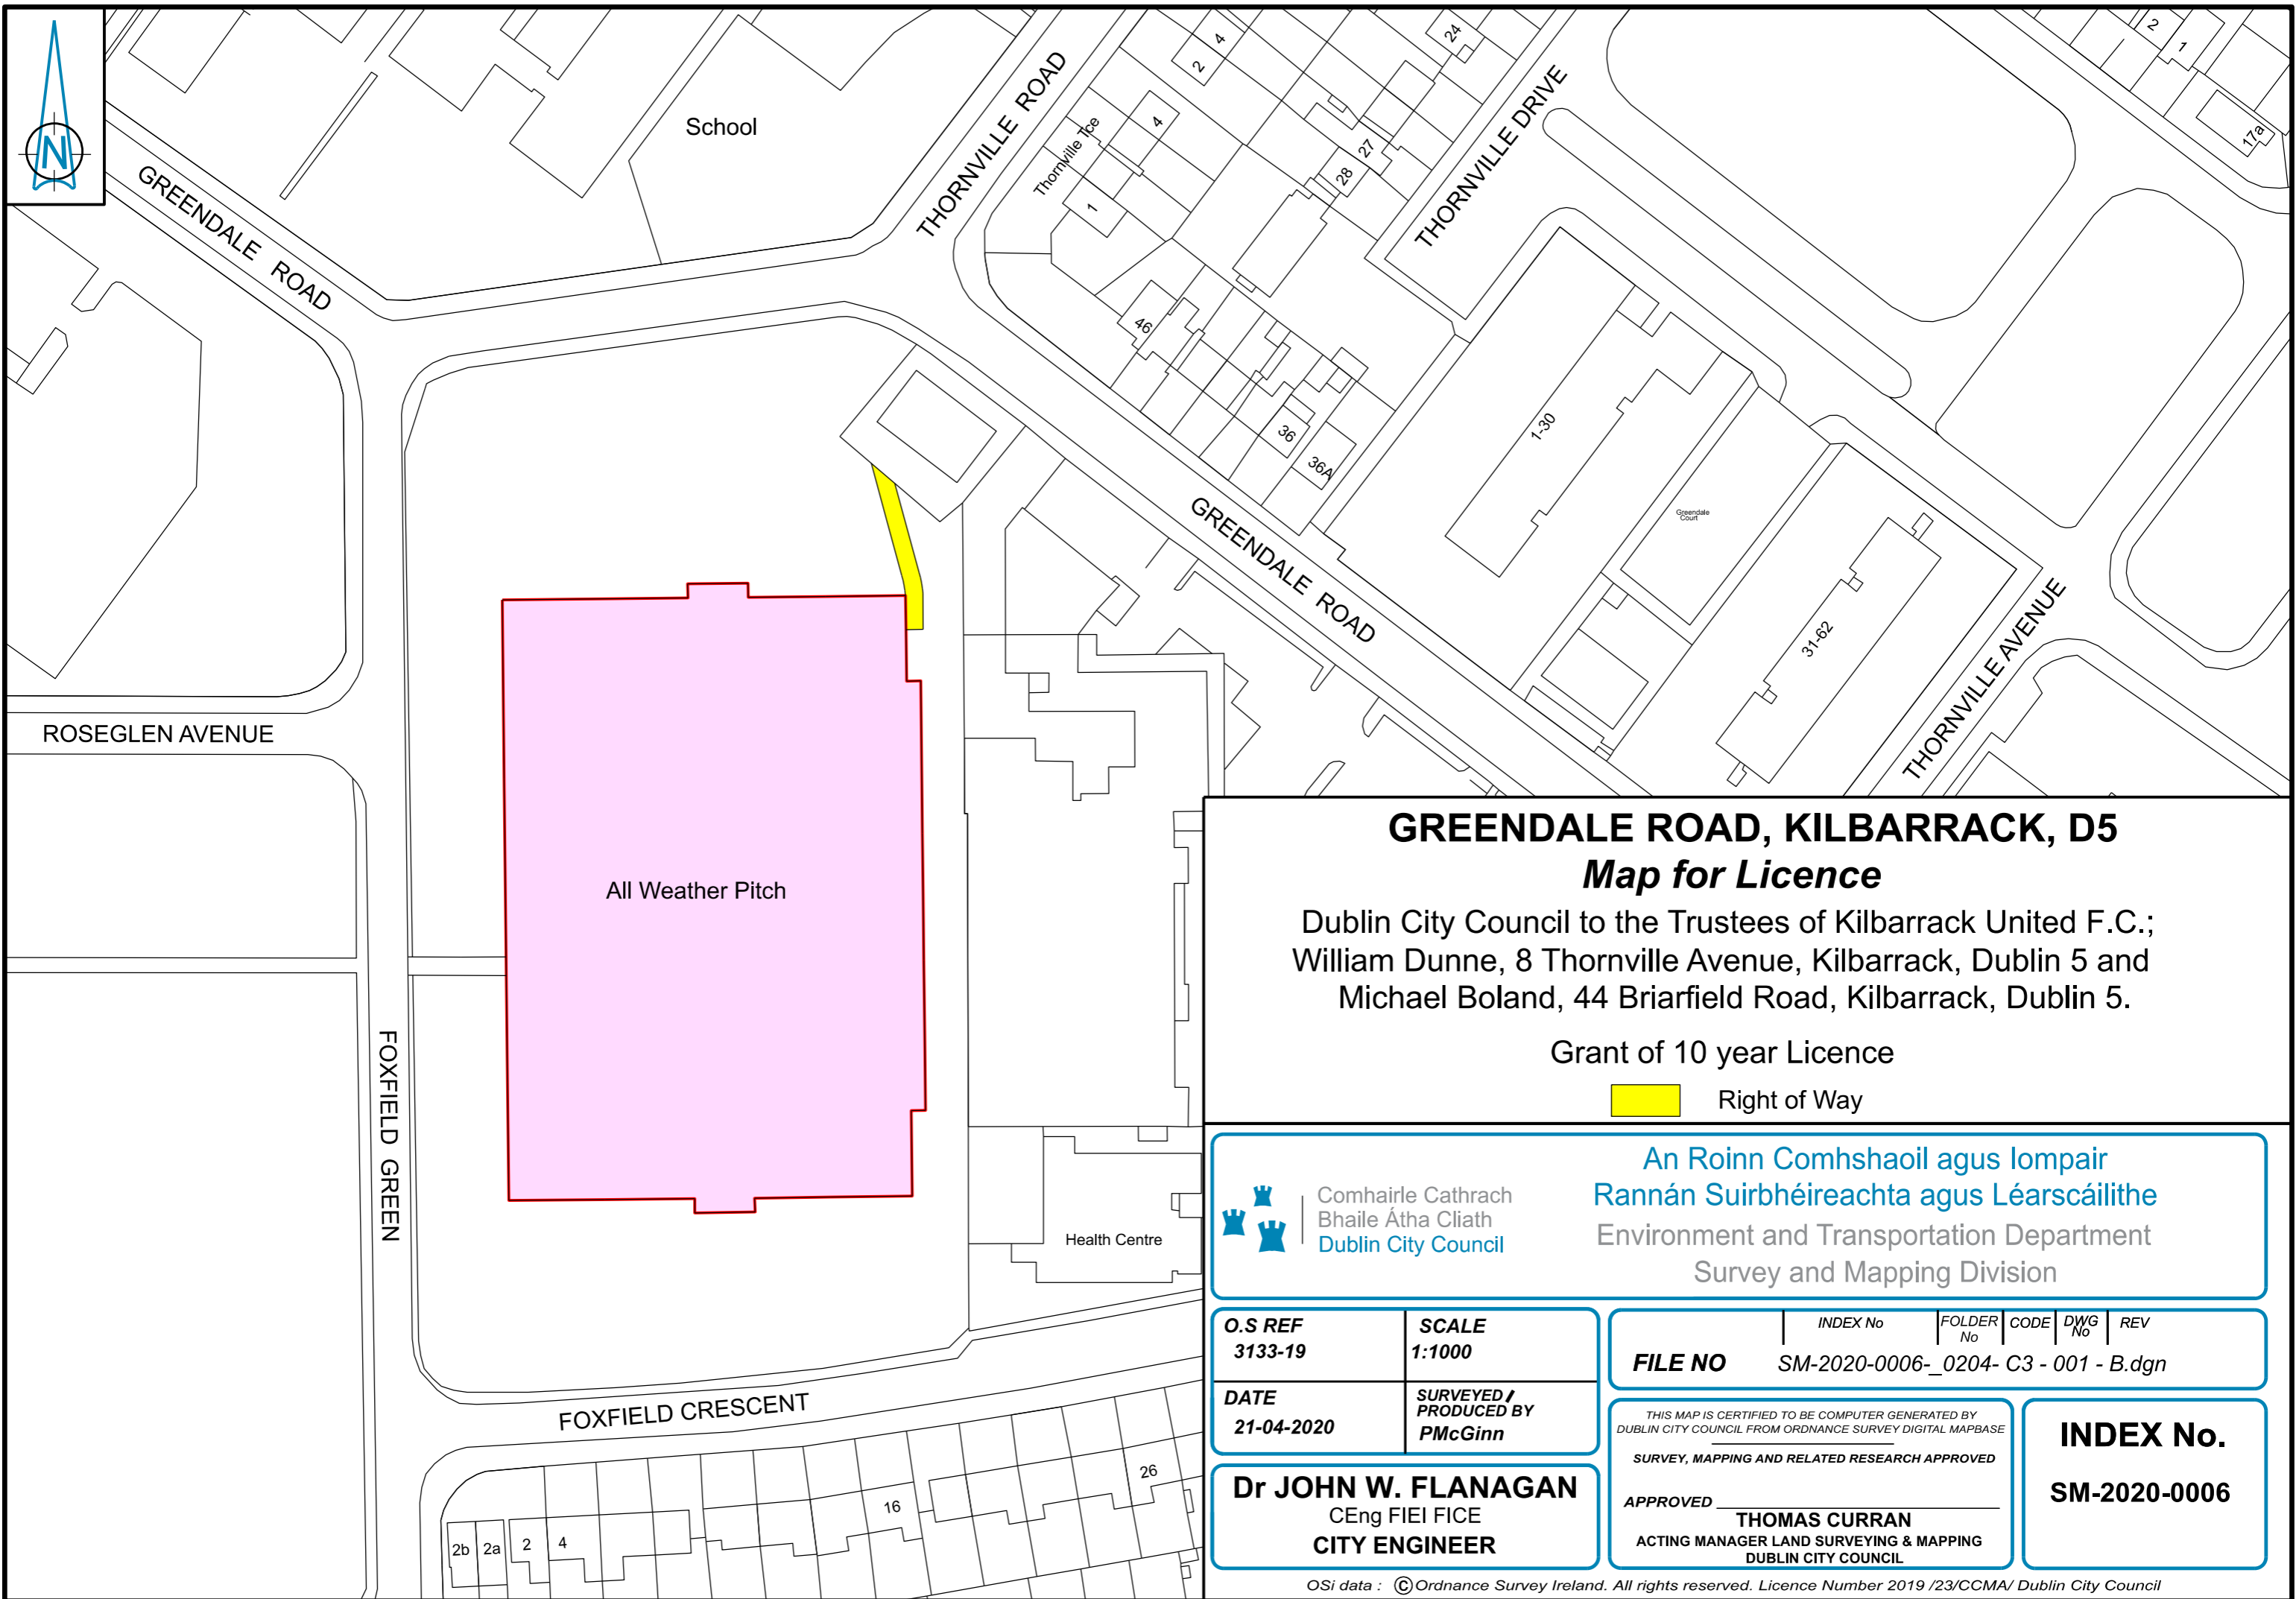 N
GREENDALE ROAD
School
THORNVILLE ROAD
Thornville Tce
1
4
2
4
24
27
28
THORNVILLE DRIVE
2
1
17a
46
36
36A
1-30
Greendale
Court
31-62
GREENDALE ROAD
THORNVILLE AVENUE
ROSEGLEN AVENUE
All Weather Pitch
FOXFIELD GREEN
Health Centre
FOXFIELD CRESCENT
2b
2a
2
4
16
26
GREENDALE ROAD, KILBARRACK, D5
Map for Licence
Dublin City Council to the Trustees of Kilbarrack United F.C.;
William Dunne, 8 Thornville Avenue, Kilbarrack, Dublin 5 and
Michael Boland, 44 Briarfield Road, Kilbarrack, Dublin 5.
Grant of 10 year Licence
Right of Way
Comhairle Cathrach
Bhaile Átha Cliath
Dublin City Council
An Roinn Comhshaoil agus Iompair
Rannán Suirbhéireachta agus Léarscáilithe
Environment and Transportation Department
Survey and Mapping Division
O.S REF
3133-19
SCALE
1:1000
DATE
21-04-2020
SURVEYED /
PRODUCED BY
PMcGinn
INDEX No FOLDER No CODE DWG No REV
FILE NO SM-2020-0006-_0204- C3 - 001 - B.dgn
Dr JOHN W. FLANAGAN
CEng FIEI FICE
CITY ENGINEER
THIS MAP IS CERTIFIED TO BE COMPUTER GENERATED BY
DUBLIN CITY COUNCIL FROM ORDNANCE SURVEY DIGITAL MAPBASE
SURVEY, MAPPING AND RELATED RESEARCH APPROVED
APPROVED
THOMAS CURRAN
ACTING MANAGER LAND SURVEYING & MAPPING
DUBLIN CITY COUNCIL
INDEX No.
SM-2020-0006
OSi data : © Ordnance Survey Ireland. All rights reserved. Licence Number 2019 /23/CCMA/ Dublin City Council